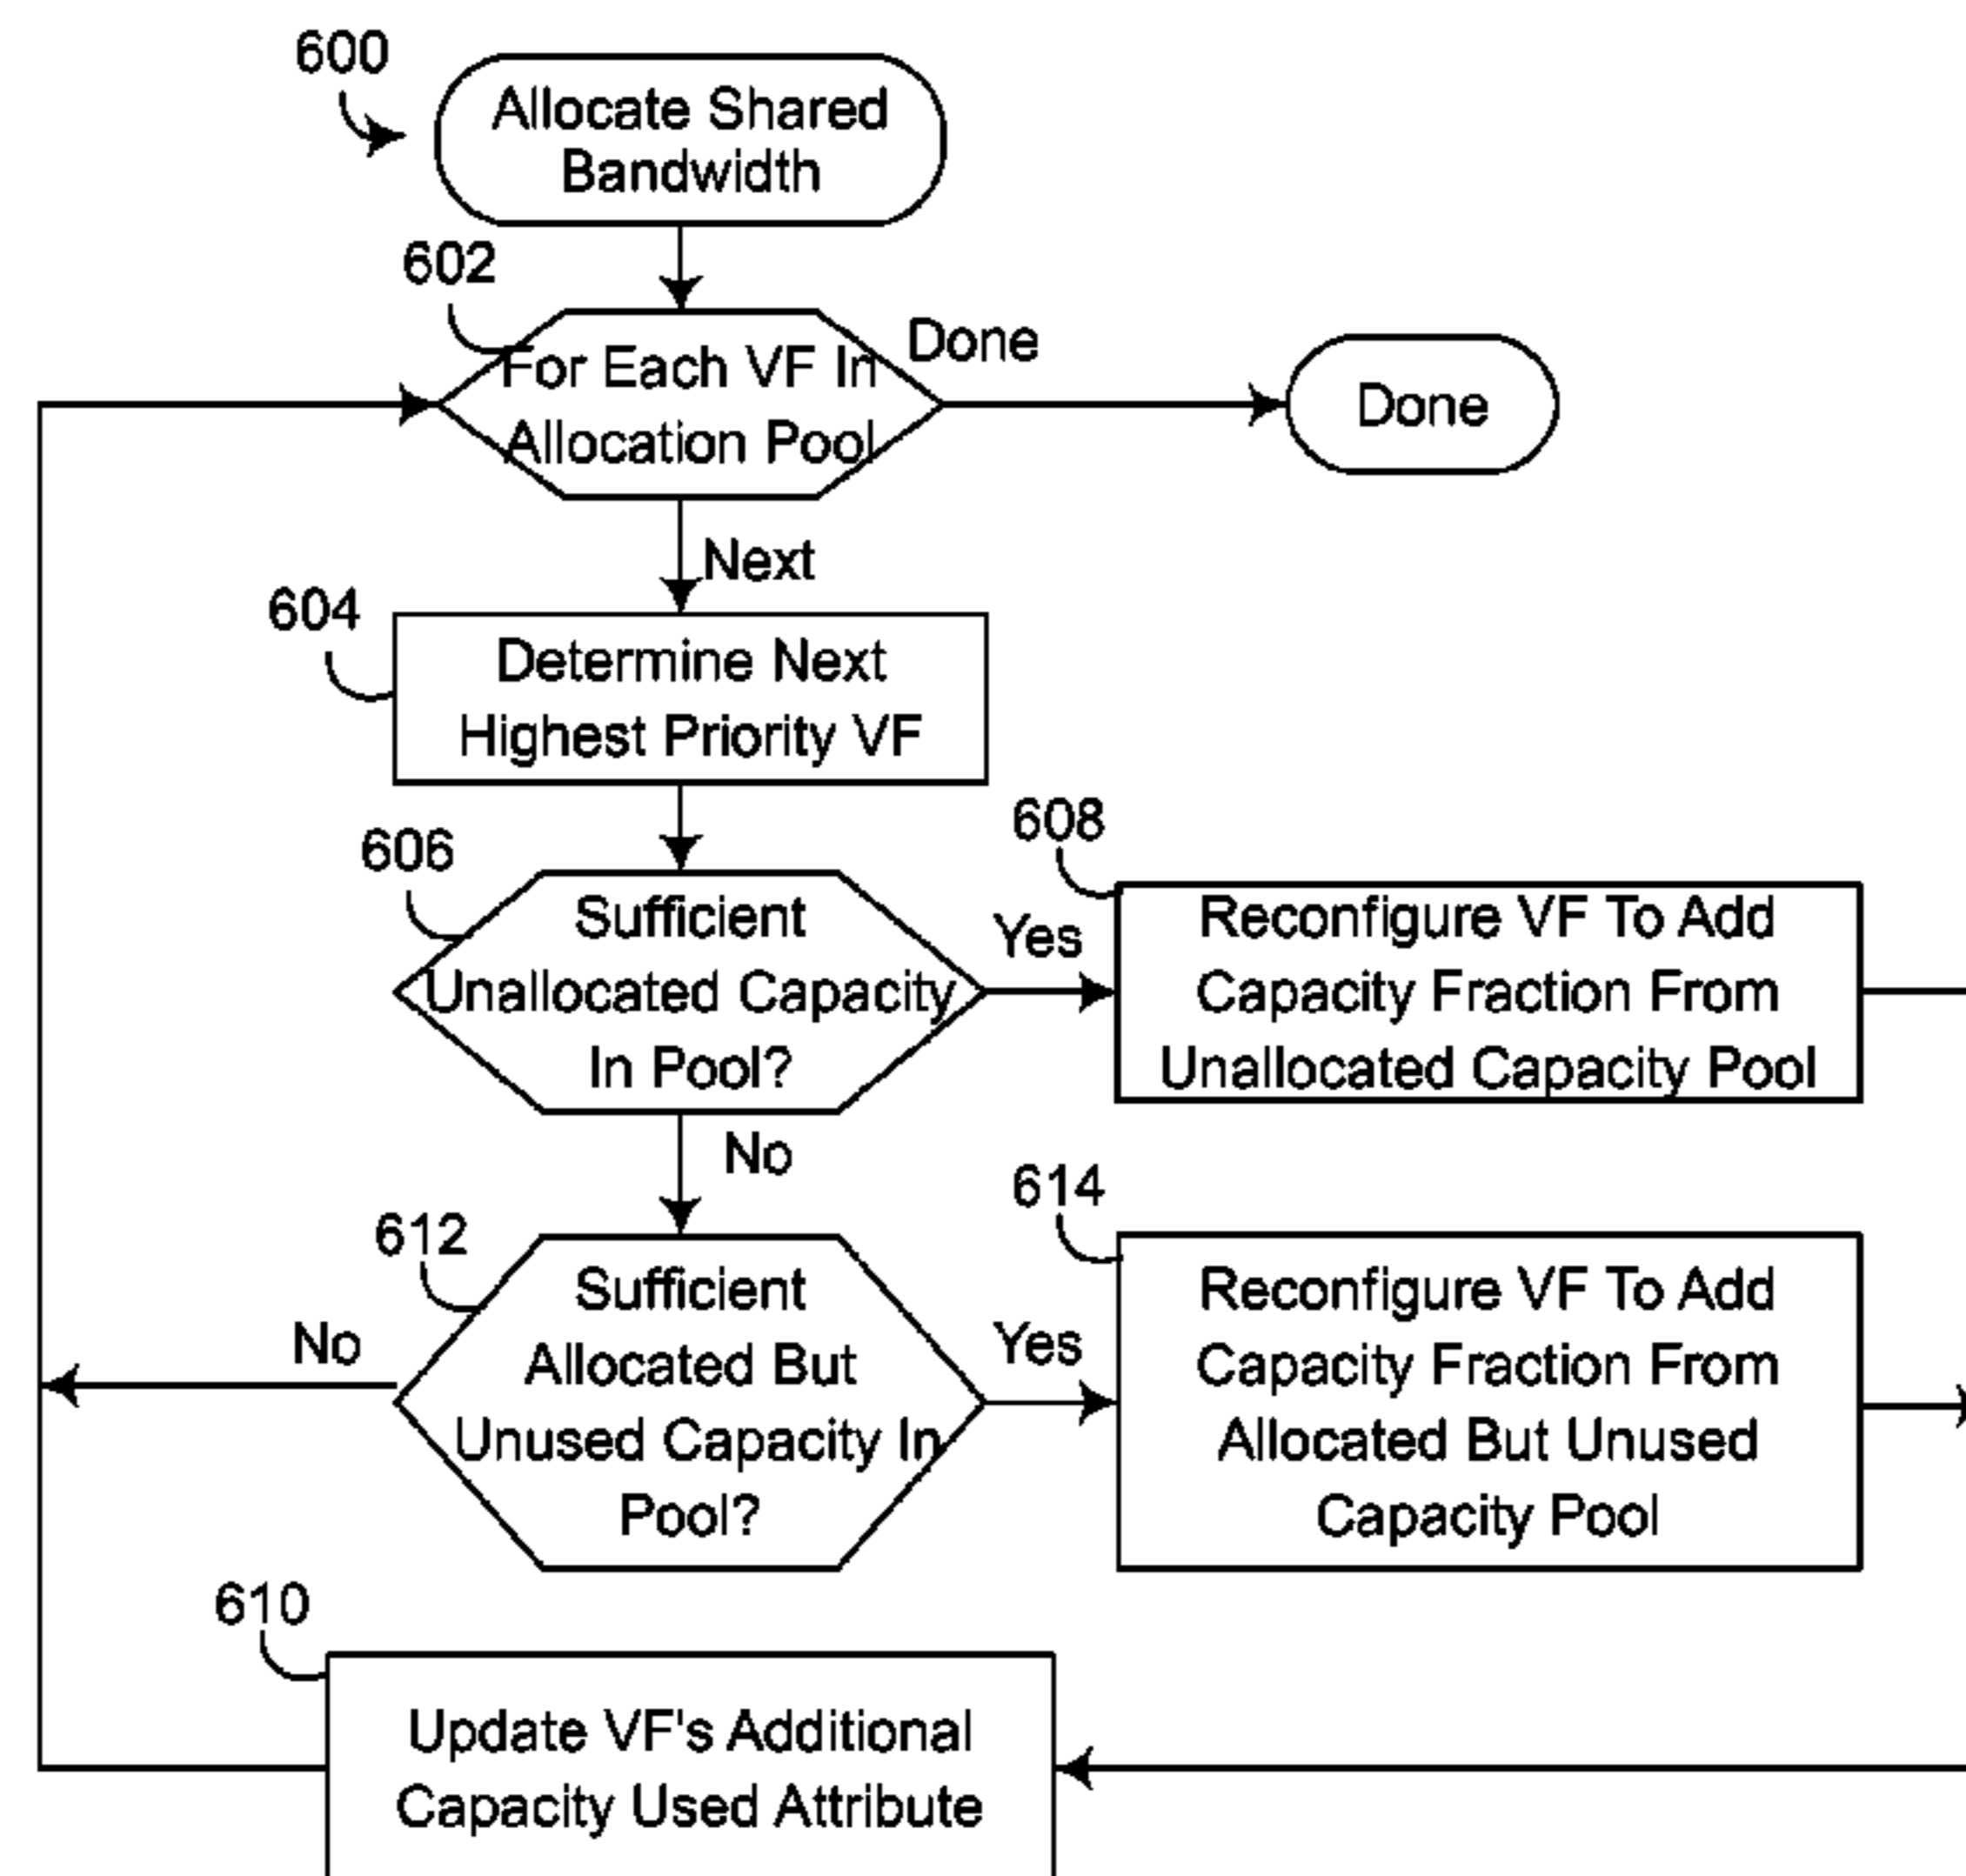 600
Allocate Shared
Bandwidth
602
For Each VF In
Allocation Pool
Done
Done
Next
604
Determine Next
Highest Priority VF
606
Sufficient
Unallocated Capacity
In Pool?
Yes
608
Reconfigure VF To Add
Capacity Fraction From
Unallocated Capacity Pool
No
612
Sufficient
Allocated But
Unused Capacity In
Pool?
No
Yes
614
Reconfigure VF To Add
Capacity Fraction From
Allocated But Unused
Capacity Pool
610
Update VF's Additional
Capacity Used Attribute